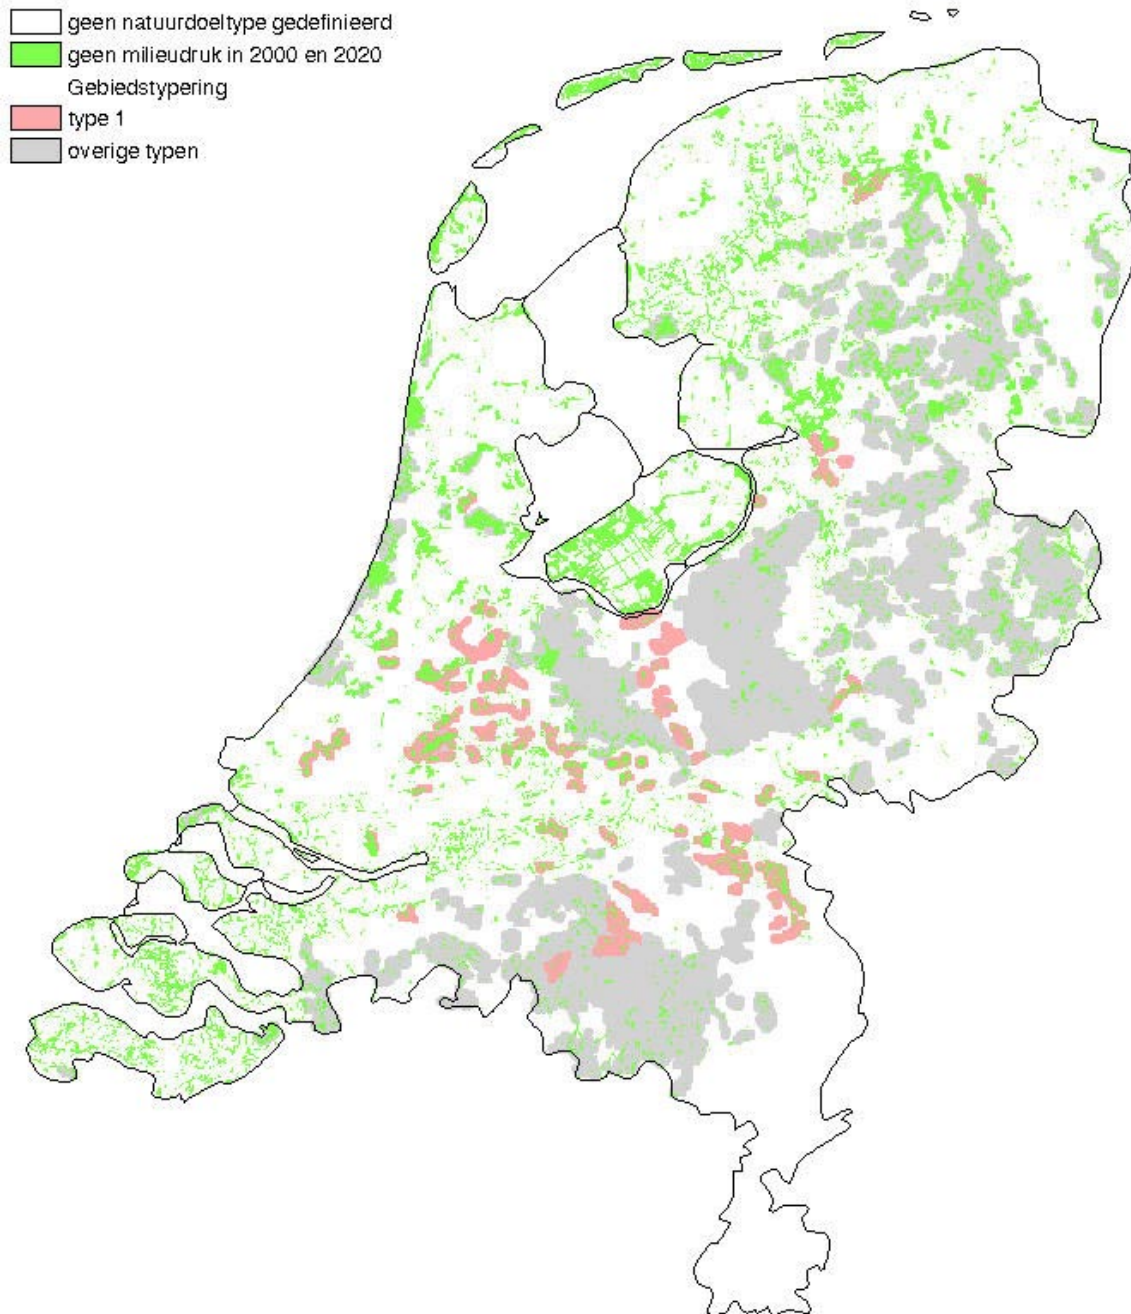 geen natuurdoeltype gedefinieerd
geen milieudruk in 2000 en 2020
Gebiedstypering
type 1
overige typen